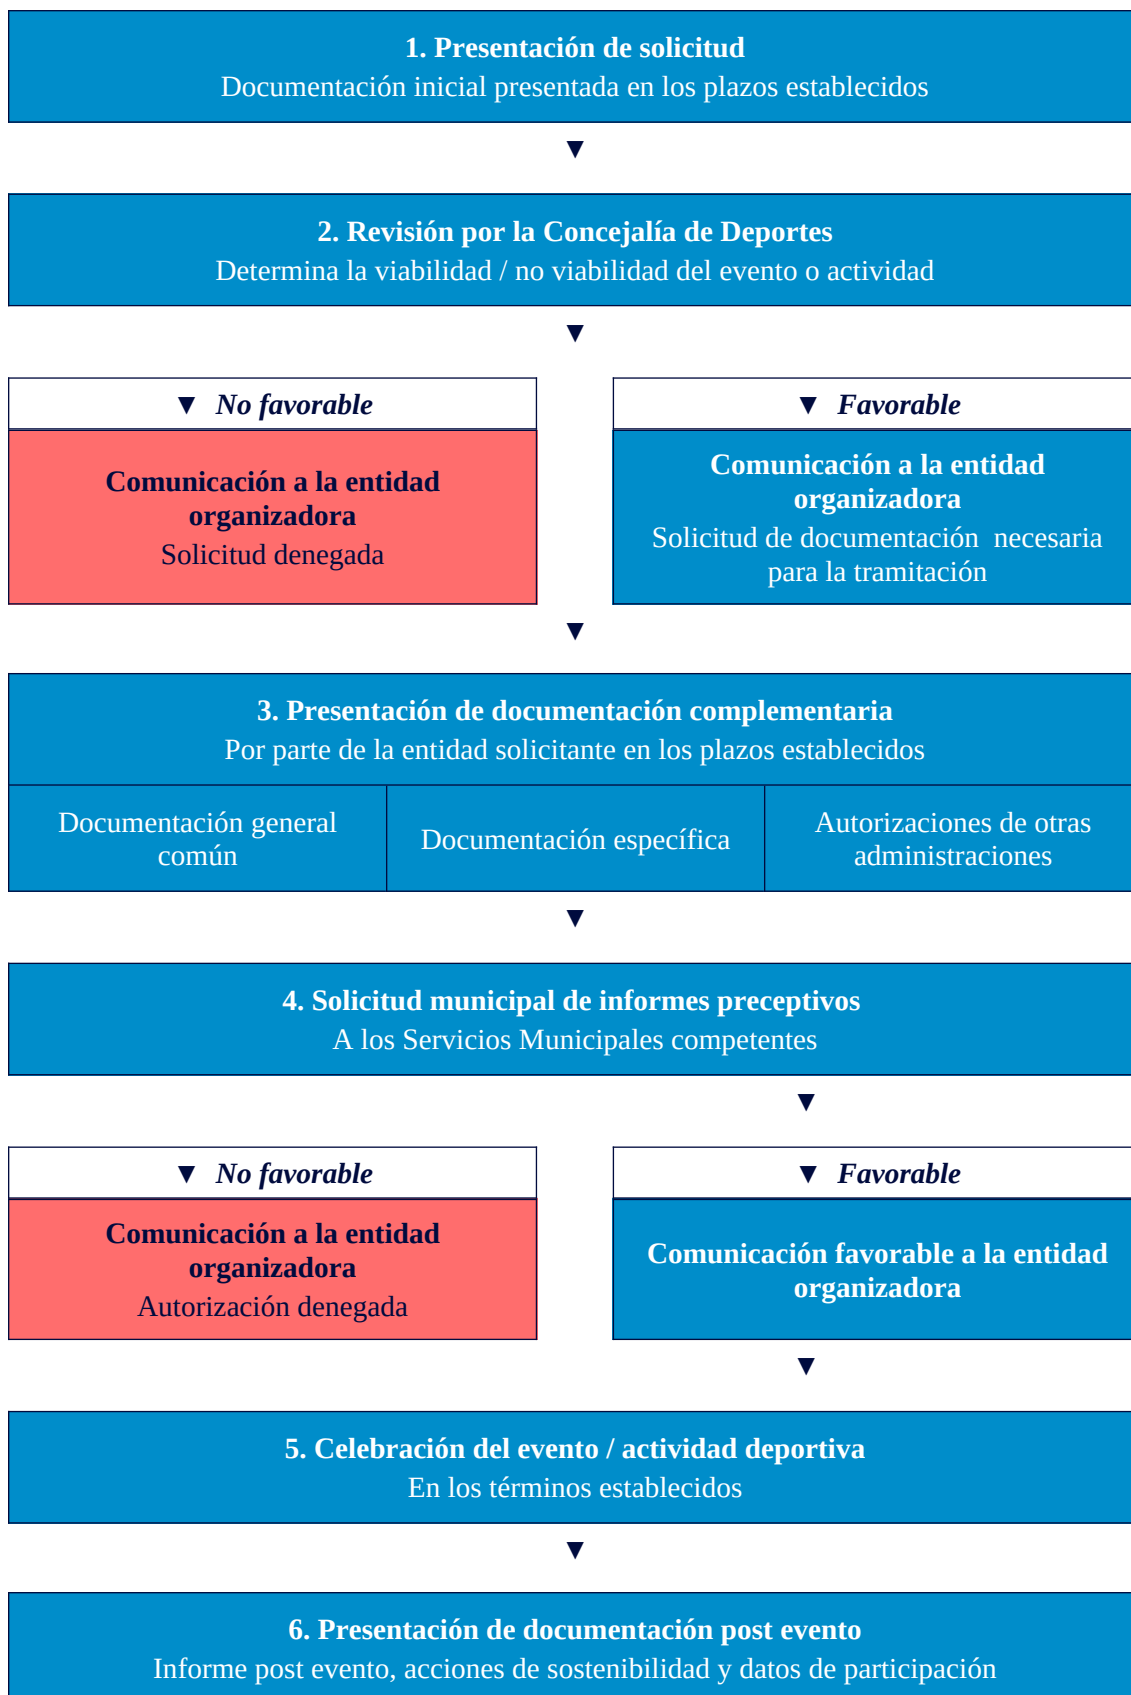 1. Presentación de solicitud
Documentación inicial presentada en los plazos establecidos
▼
2. Revisión por la Concejalía de Deportes
Determina la viabilidad / no viabilidad del evento o actividad
▼
▼ No favorable
Comunicación a la entidad
organizadora
Solicitud denegada
▼ Favorable
Comunicación a la entidad
organizadora
Solicitud de documentación necesaria
para la tramitación
▼
3. Presentación de documentación complementaria
Por parte de la entidad solicitante en los plazos establecidos
Documentación general
común
Documentación específica
Autorizaciones de otras
administraciones
▼
4. Solicitud municipal de informes preceptivos
A los Servicios Municipales competentes
▼
▼ No favorable
Comunicación a la entidad
organizadora
Autorización denegada
▼ Favorable
Comunicación favorable a la entidad
organizadora
▼
5. Celebración del evento / actividad deportiva
En los términos establecidos
▼
6. Presentación de documentación post evento
Informe post evento, acciones de sostenibilidad y datos de participación